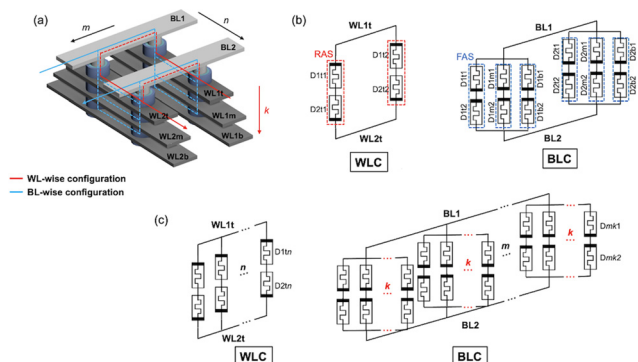 (a)
m
BL1
n
BL2
WL1t
WL2t
WL1m
k
WL2m
WL1b
WL2b
WL-wise configuration
BL-wise configuration
(b)
WL1t
RAS
D1t1
D2t1
D1t2
D2t2
WL2t
WLC
BL1
FAS
D1t1
D1t2
D1m1
D1m2
D1b1
D1b2
D2t1
D2t2
D2m1
D2m2
D2b1
D2b2
BL2
BLC
(c)
WL1t
n
...
D1tn
D2tn
WL2t
WLC
BL1
k
...
k
...
m
...
k
...
Dmk1
Dmk2
BL2
BLC